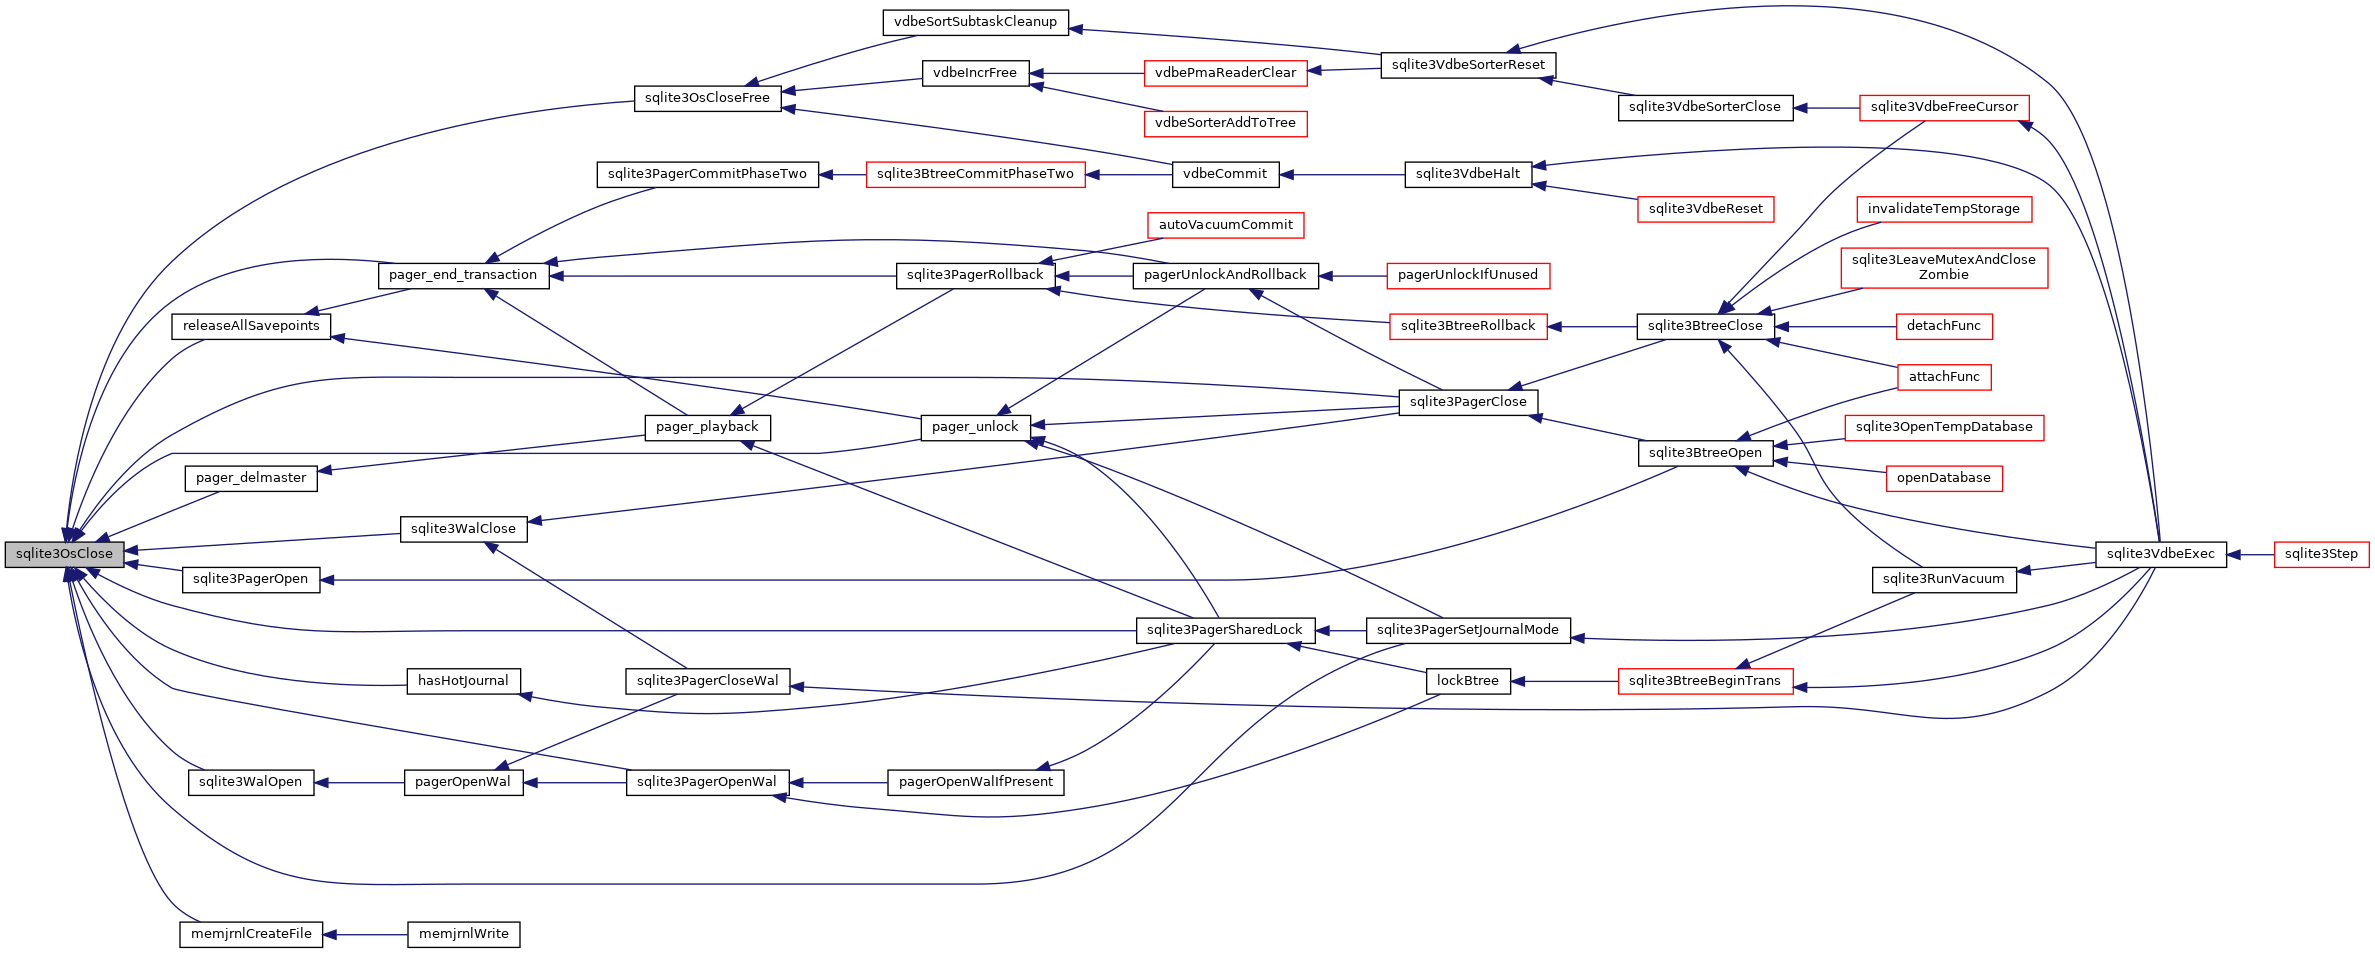 vdbeSortSubtaskCleanup
vdbeIncrFree
vdbePmaReaderClear
sqlite3VdbeSorterReset
sqlite3OsCloseFree
vdbeSorterAddToTree
sqlite3VdbeSorterClose
sqlite3VdbeFreeCursor
sqlite3PagerCommitPhaseTwo
sqlite3BtreeCommitPhaseTwo
vdbeCommit
sqlite3VdbeHalt
sqlite3VdbeReset
invalidateTempStorage
autoVacuumCommit
sqlite3LeaveMutexAndClose
Zombie
pager_end_transaction
sqlite3PagerRollback
pagerUnlockAndRollback
pagerUnlockIfUnused
releaseAllSavepoints
sqlite3BtreeRollback
sqlite3BtreeClose
detachFunc
attachFunc
sqlite3PagerClose
pager_playback
pager_unlock
sqlite3OpenTempDatabase
sqlite3BtreeOpen
pager_delmaster
openDatabase
sqlite3WalClose
sqlite3OsClose
sqlite3VdbeExec
sqlite3Step
sqlite3PagerOpen
sqlite3RunVacuum
sqlite3PagerSharedLock
sqlite3PagerSetJournalMode
hasHotJournal
sqlite3PagerCloseWal
lockBtree
sqlite3BtreeBeginTrans
sqlite3WalOpen
pagerOpenWal
sqlite3PagerOpenWal
pagerOpenWalIfPresent
memjrnlCreateFile
memjrnlWrite